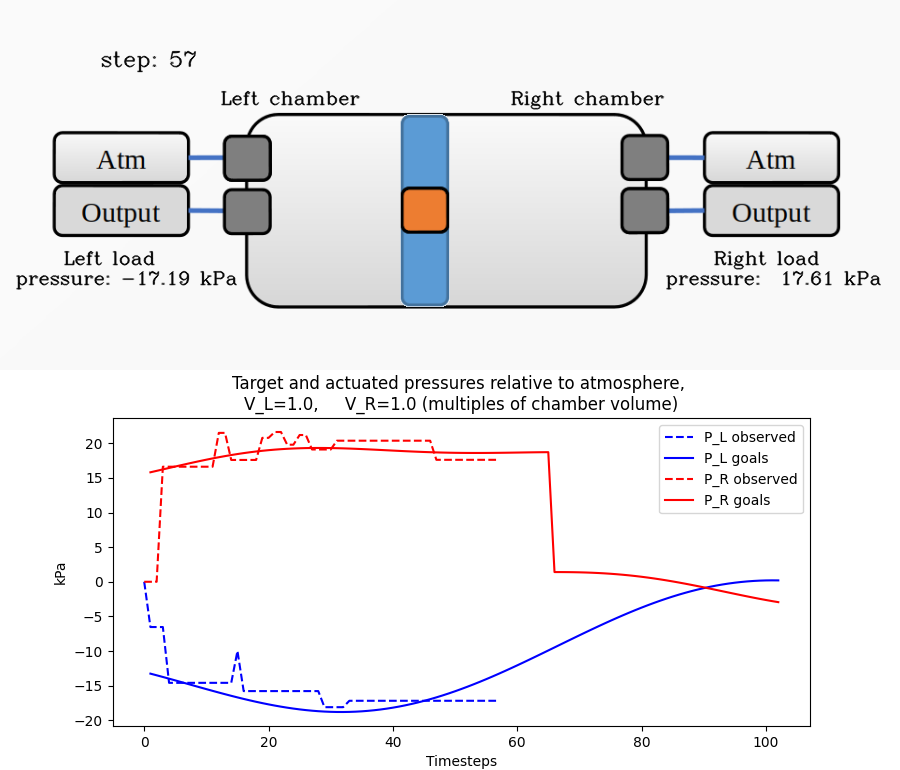 step: 57
Left chamber
Right chamber
Atm
Atm
Output
Output
Left load
pressure: −17.19 kPa
Right load
pressure: 17.61 kPa
Target and actuated pressures relative to atmosphere,
V_L=1.0, V_R=1.0 (multiples of chamber volume)
P_L observed
P_L goals
P_R observed
P_R goals
kPa
20
15
10
5
0
−5
−10
−15
−20
0 20 40 60 80 100
Timesteps